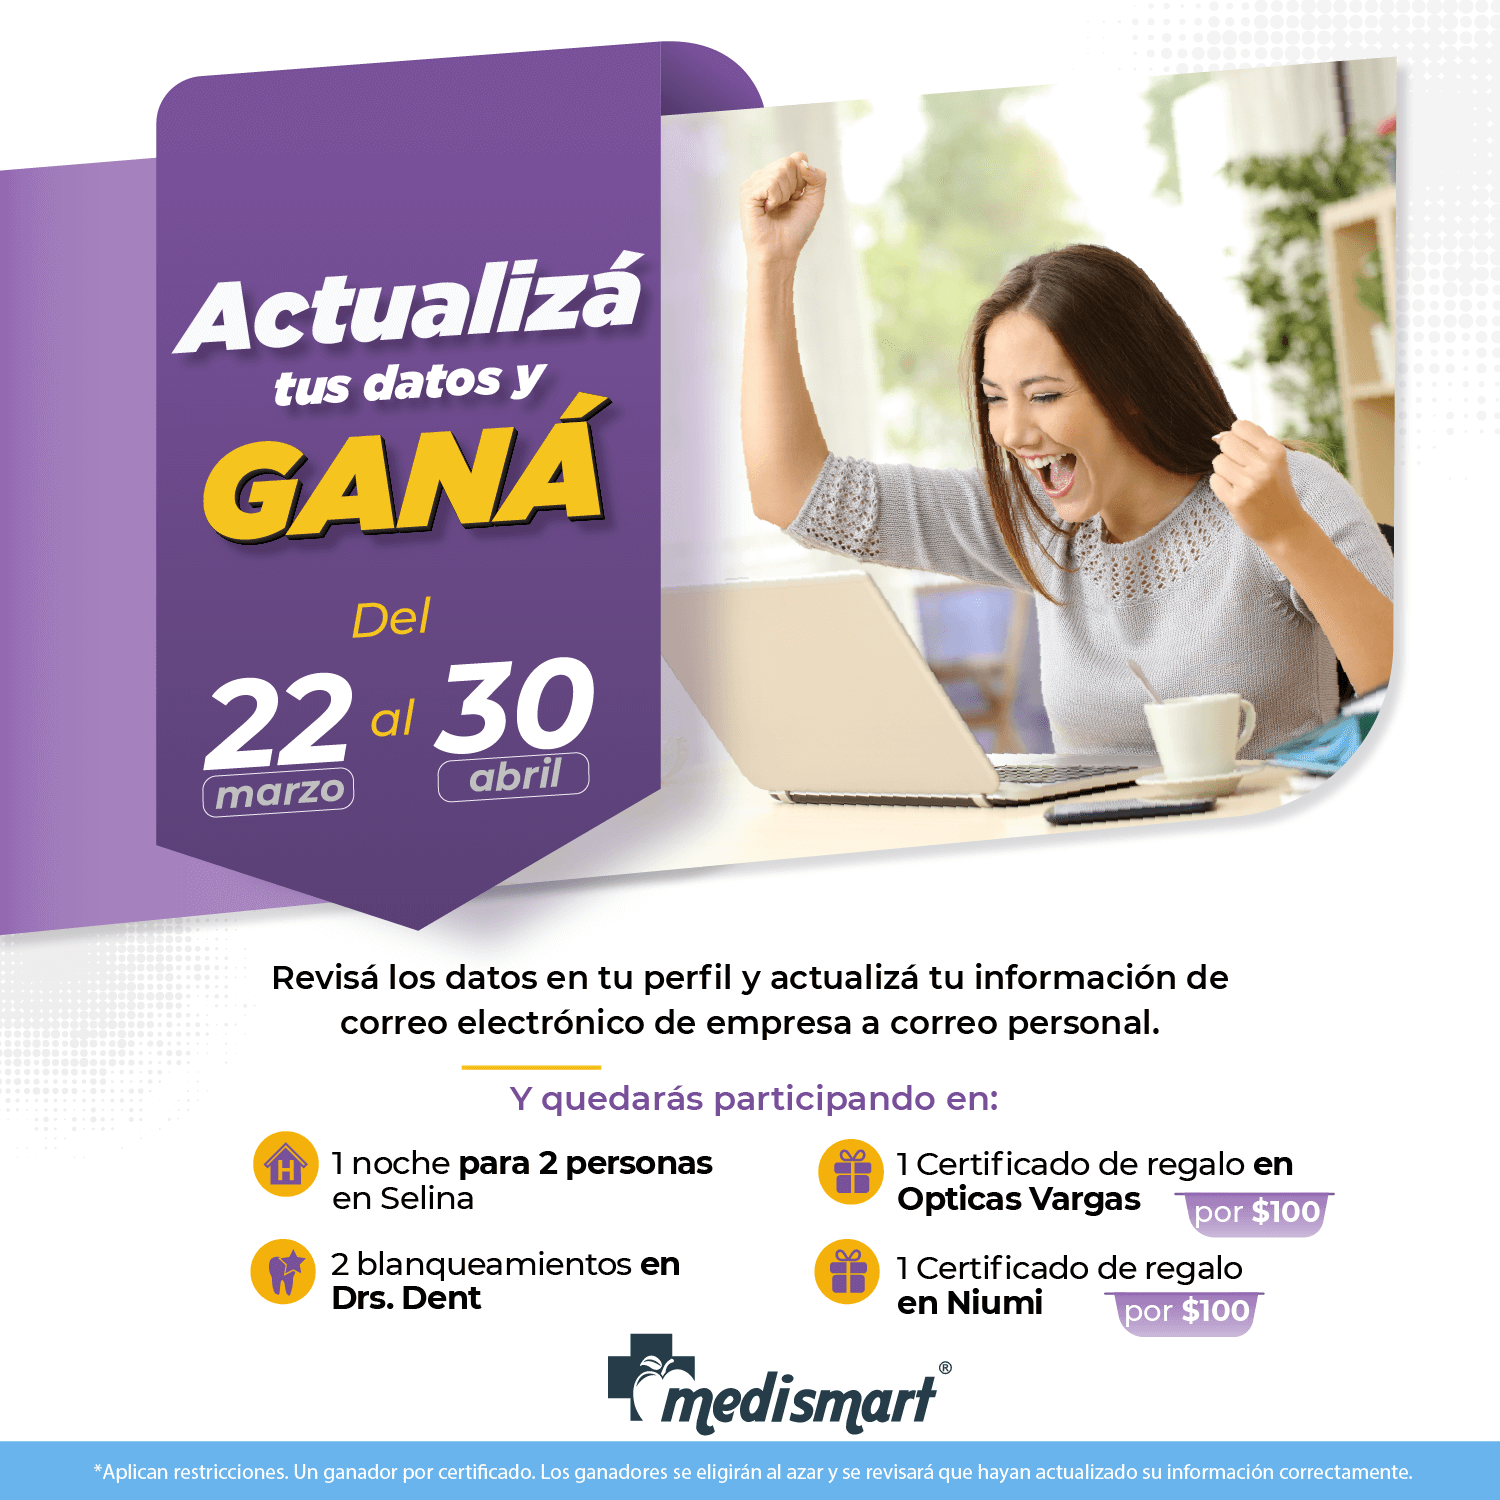 Actualizá
tus datos y
GANÁ
Del
22 al 30
marzo abril
Revisá los datos en tu perfil y actualizá tu información de
correo electrónico de empresa a correo personal.
Y quedarás participando en:
H
1 noche para 2 personas
en Selina
2 blanqueamientos en
Drs. Dent
1 Certificado de regalo en
Opticas Vargas
por $100
1 Certificado de regalo
en Niumi
por $100
medismart®
*Aplican restricciones. Un ganador por certificado. Los ganadores se eligirán al azar y se revisará que hayan actualizado su información correctamente.